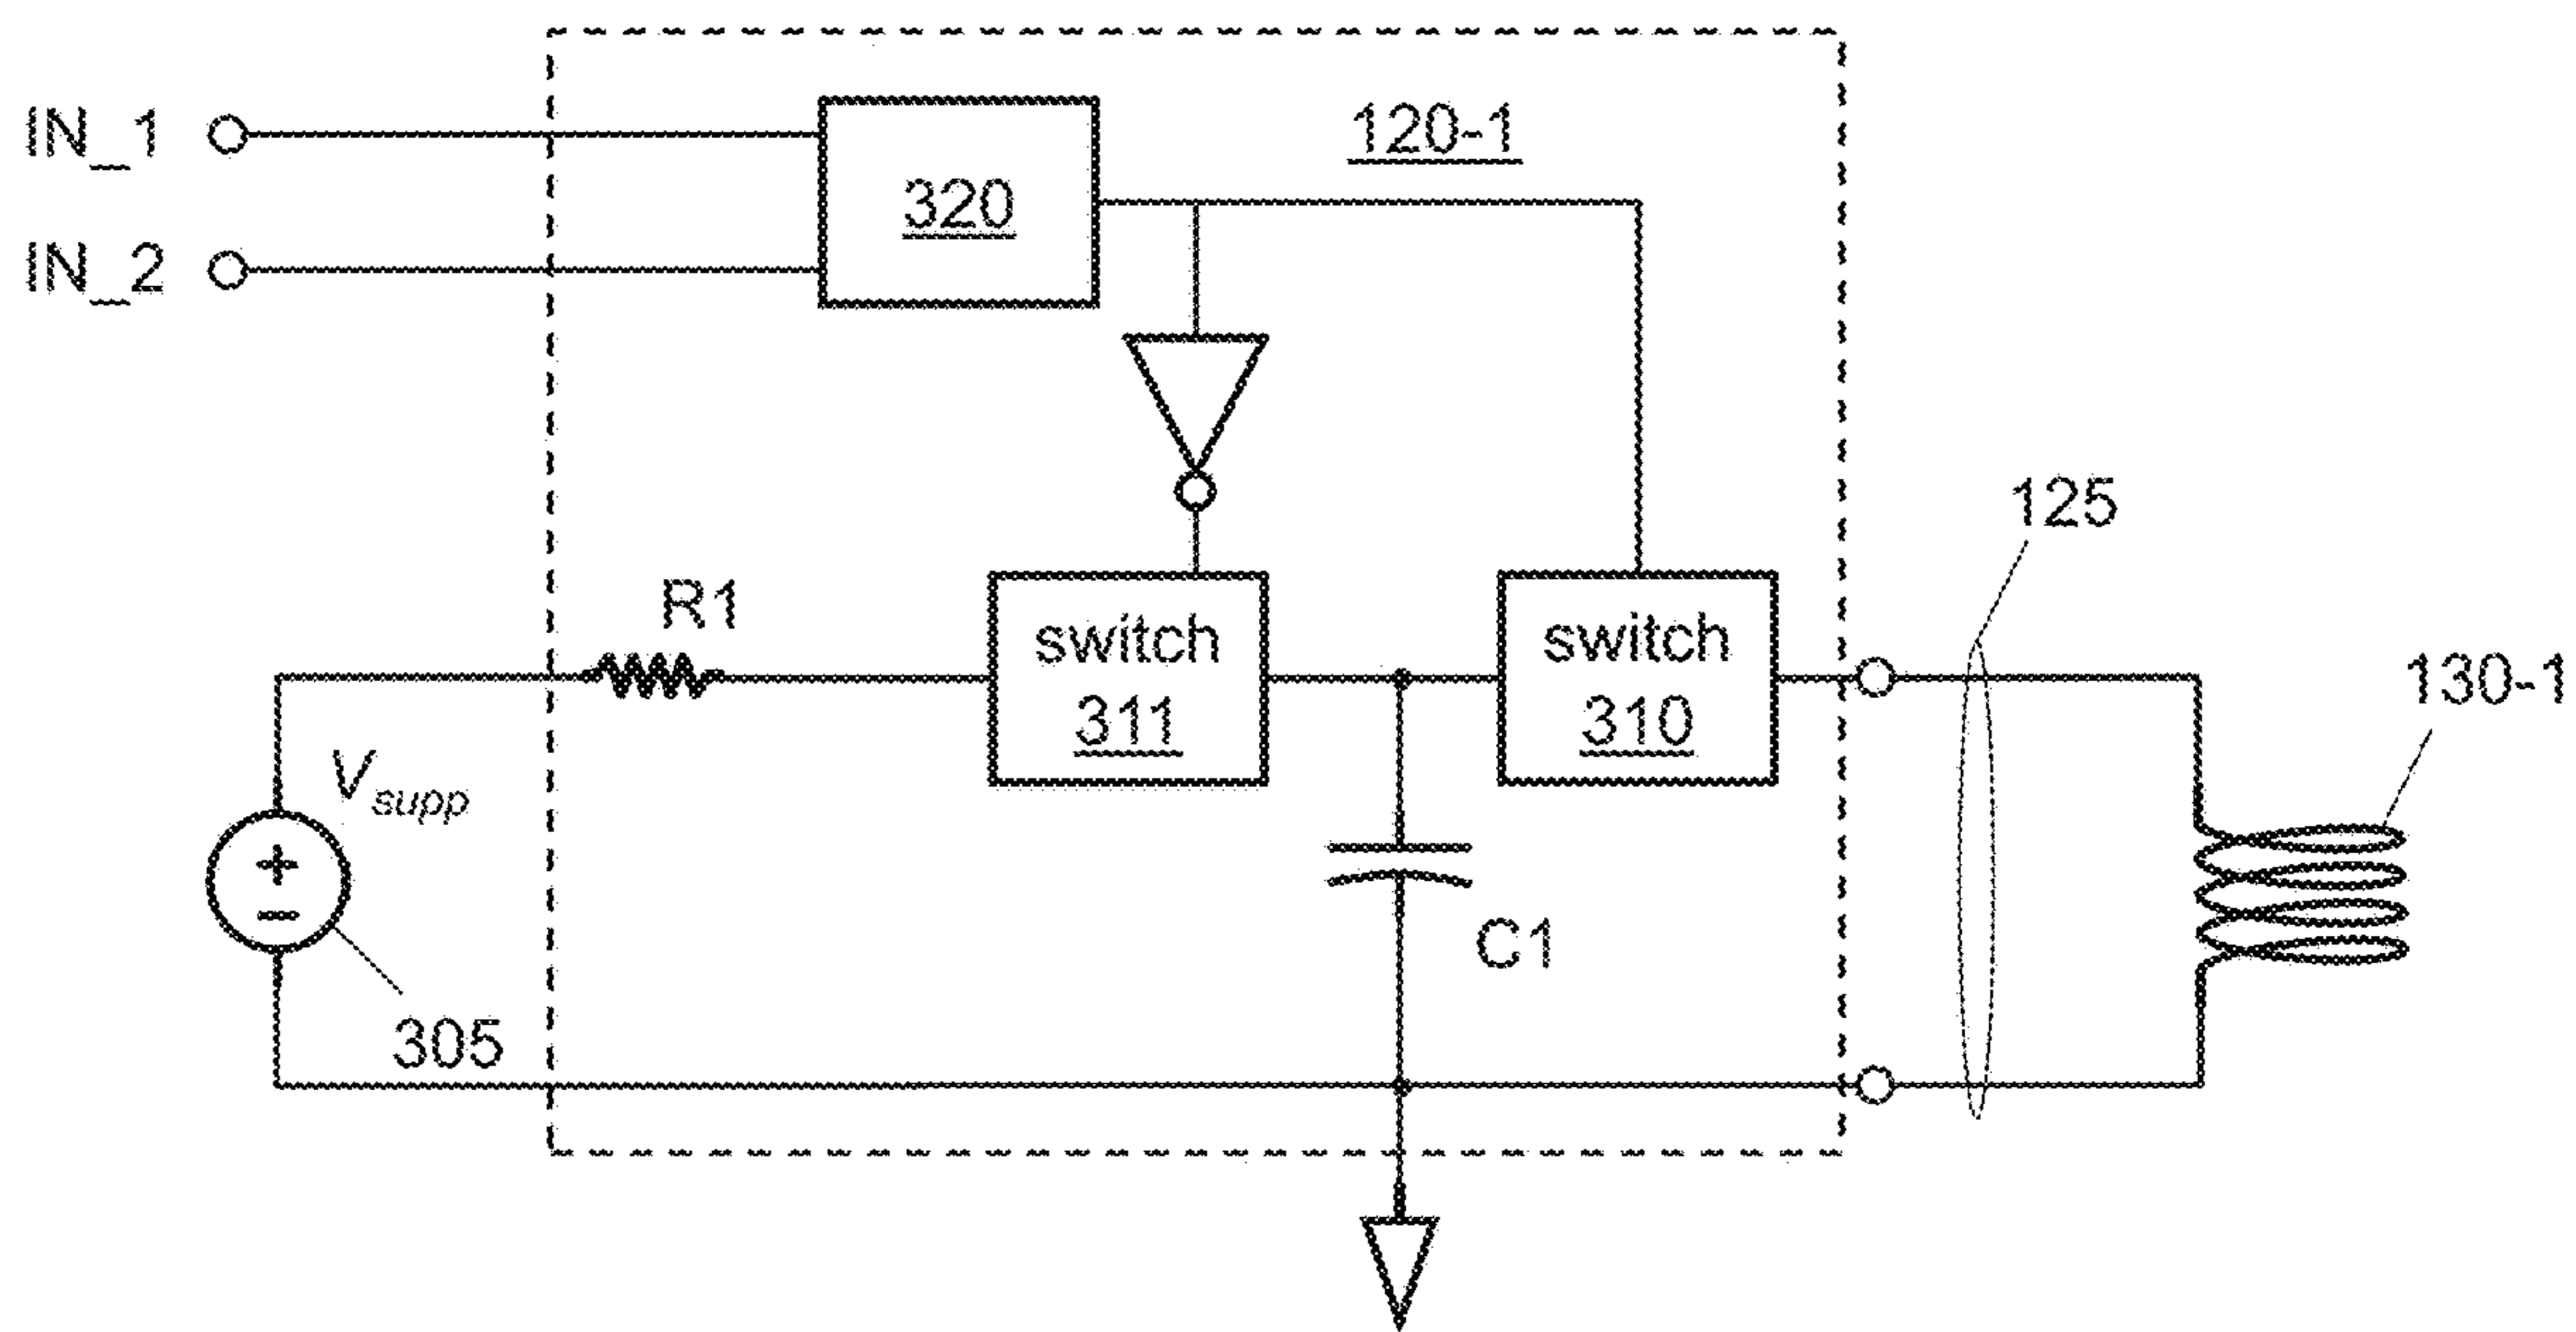 IN_1
120-1
320
IN_2
125
R1
switch
311
switch
310
130-1
Vsupp
+
−
C1
305